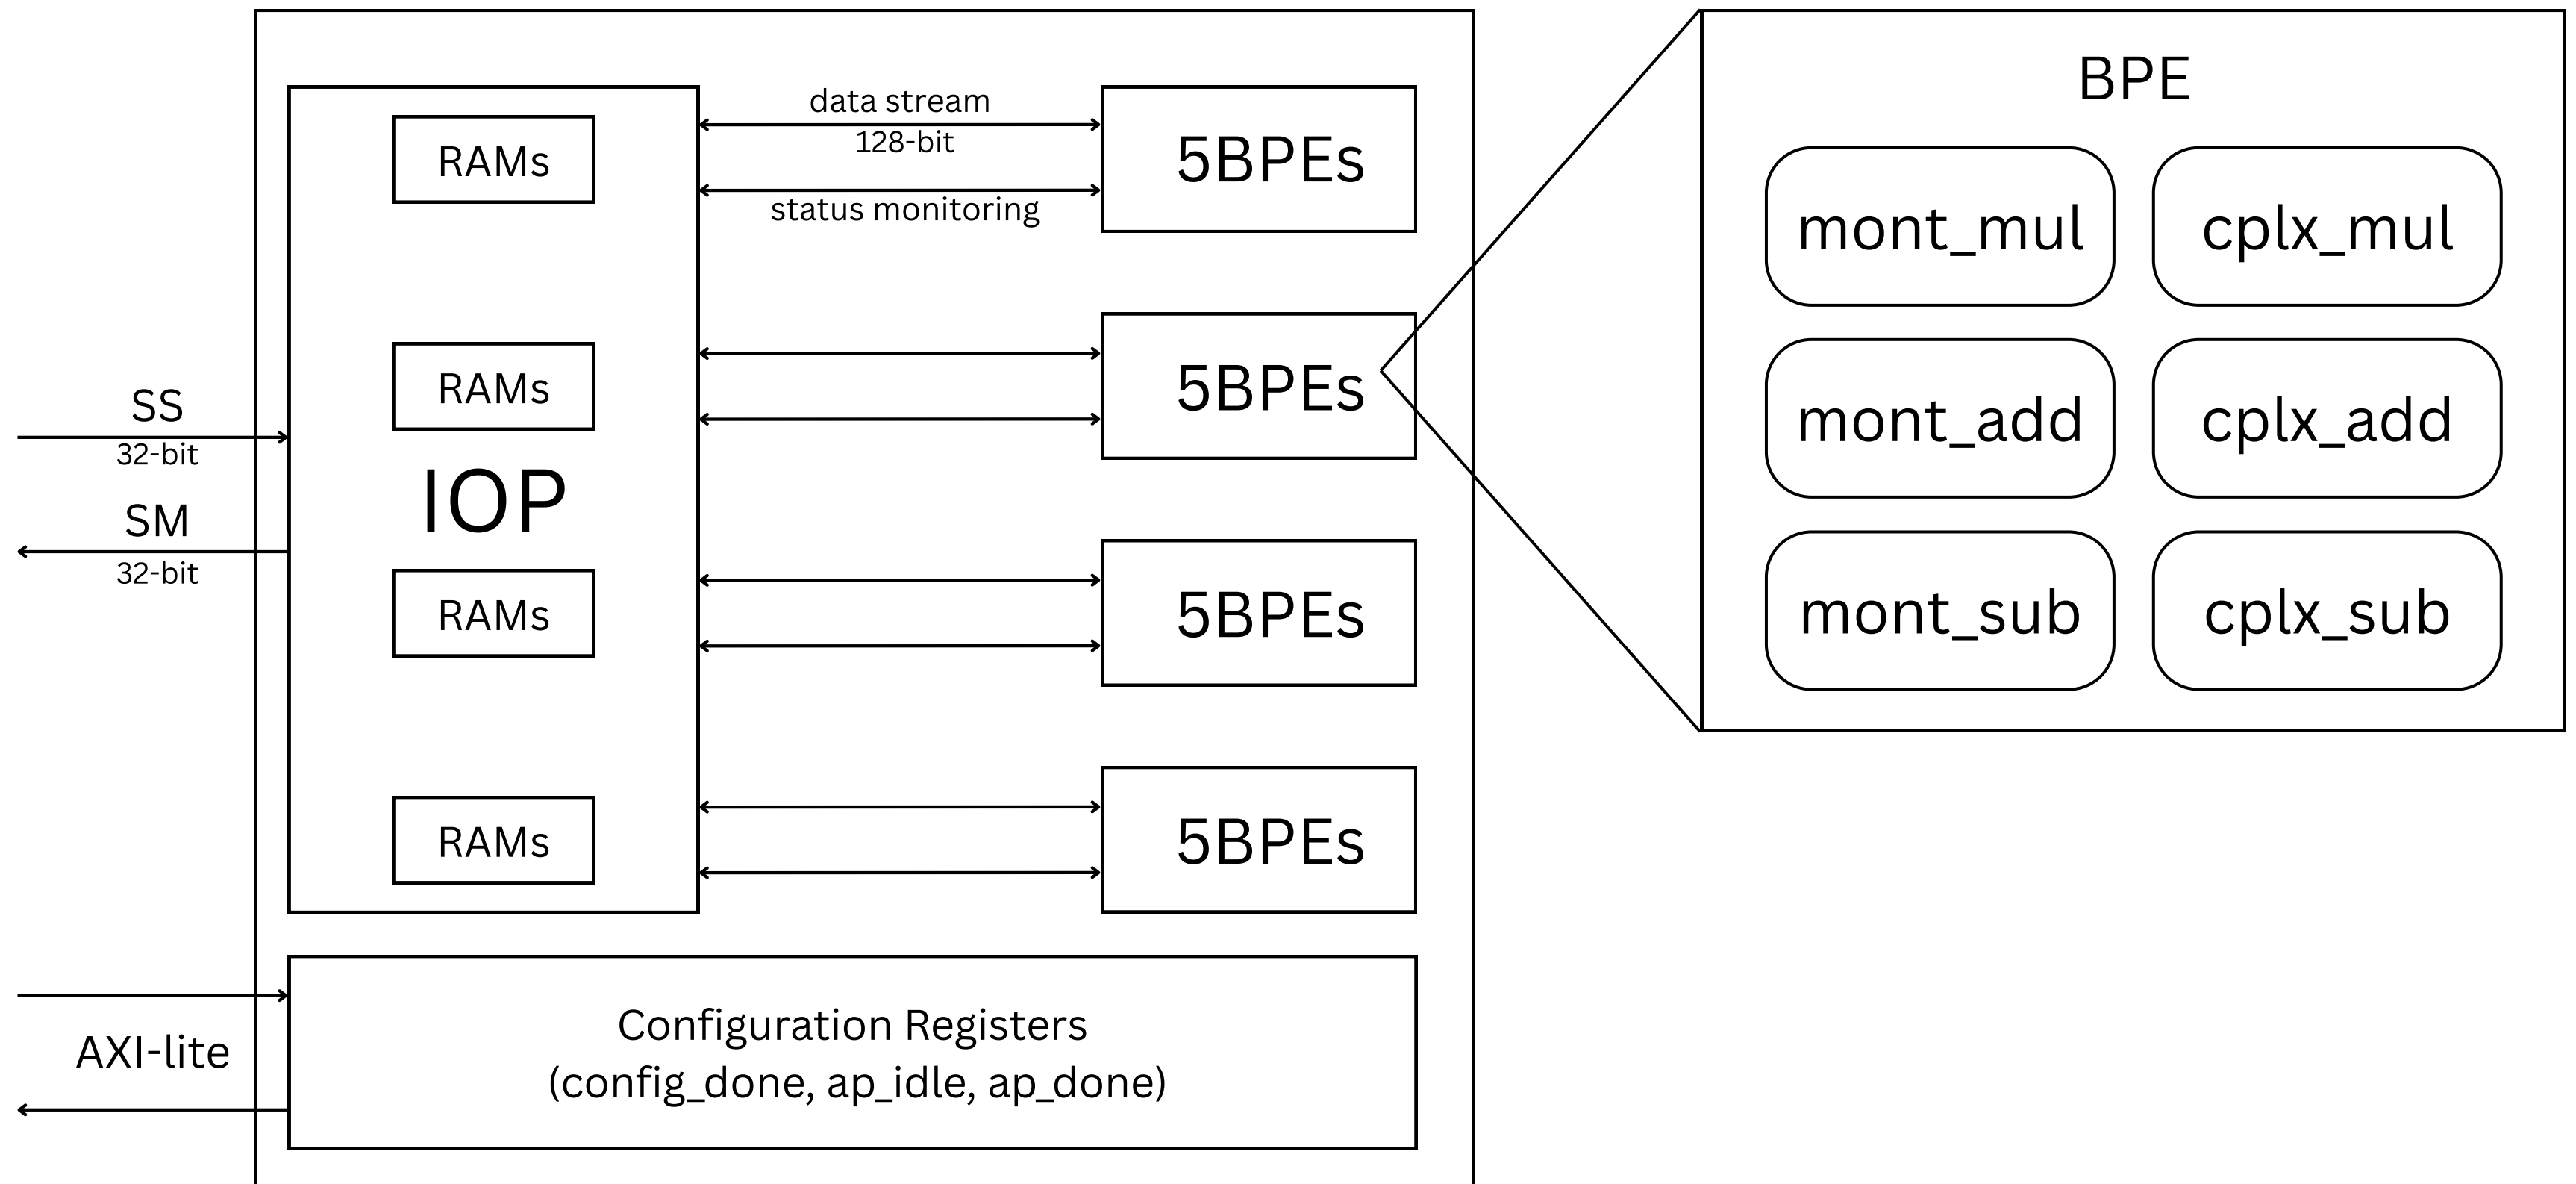 data stream
128-bit
status monitoring
RAMs
5BPEs
RAMs
5BPEs
SS
32-bit
IOP
SM
32-bit
RAMs
5BPEs
RAMs
5BPEs
AXI-lite
Configuration Registers
(config_done, ap_idle, ap_done)
BPE
mont_mul
cplx_mul
mont_add
cplx_add
mont_sub
cplx_sub